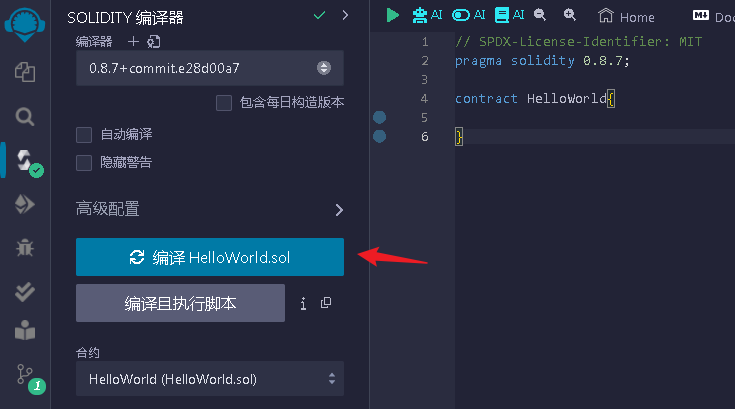 SOLIDITY 编译器
编译器
0.8.7+commit.e28d00a7
包含每日构造版本
自动编译
隐藏警告
高级配置
编译 HelloWorld.sol
编译且执行脚本
i
合约
HelloWorld (HelloWorld.sol)
1
AI AI AI Home Doc
1 // SPDX-License-Identifier: MIT
2 pragma solidity 0.8.7;
3
4 contract HelloWorld{
5
6 }